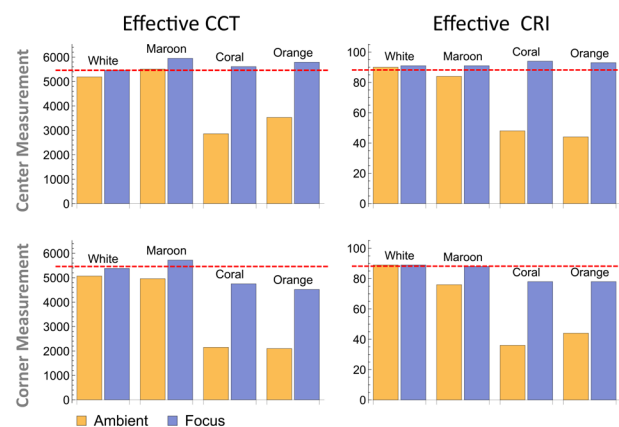 Effective CCT
Effective CRI
Center Measurement
6000
5000
4000
3000
2000
1000
0
White
Maroon
Coral
Orange
100
80
60
40
20
0
White
Maroon
Coral
Orange
Corner Measurement
6000
5000
4000
3000
2000
1000
0
White
Maroon
Coral
Orange
100
80
60
40
20
0
White
Maroon
Coral
Orange
Ambient
Focus